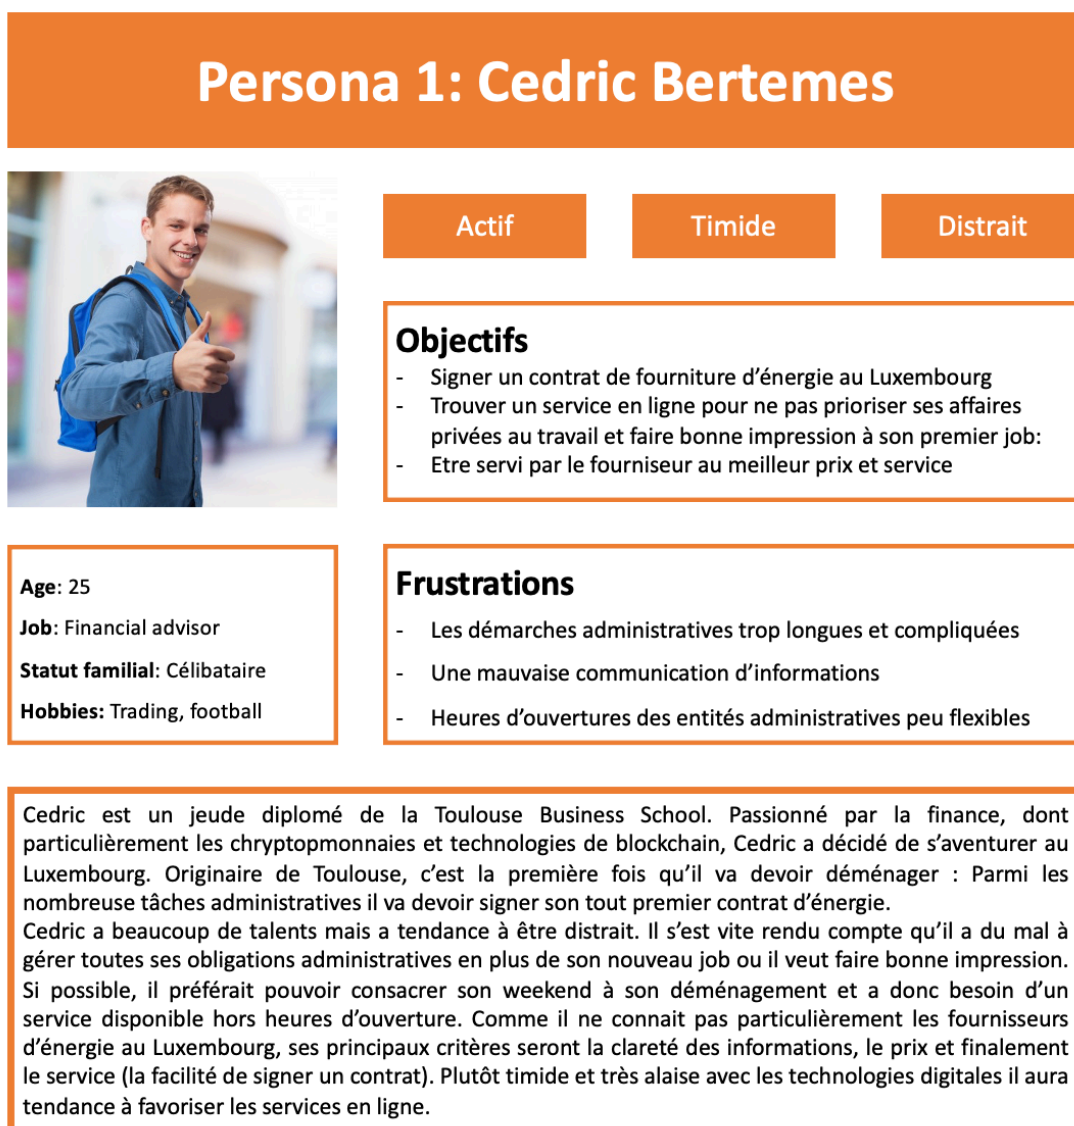 Persona 1: Cedric Bertemes
Actif
Timide
Distrait
Objectifs
- Signer un contrat de fourniture d’énergie au Luxembourg
- Trouver un service en ligne pour ne pas prioriser ses affaires
privées au travail et faire bonne impression à son premier job:
- Etre servi par le fourniseur au meilleur prix et service
Age: 25
Job: Financial advisor
Statut familial: Célibataire
Hobbies: Trading, football
Frustrations
- Les démarches administratives trop longues et compliquées
- Une mauvaise communication d’informations
- Heures d’ouvertures des entités administratives peu flexibles
Cedric est un jeude diplomé de la Toulouse Business School. Passionné par la finance, dont
particulièrement les chryptopmonnaies et technologies de blockchain, Cedric a décidé de s’aventurer au
Luxembourg. Originaire de Toulouse, c’est la première fois qu’il va devoir déménager : Parmi les
nombreuse tâches administratives il va devoir signer son tout premier contrat d’énergie.
Cedric a beaucoup de talents mais a tendance à être distrait. Il s’est vite rendu compte qu’il a du mal à
gérer toutes ses obligations administratives en plus de son nouveau job ou il veut faire bonne impression.
Si possible, il préférait pouvoir consacrer son weekend à son déménagement et a donc besoin d’un
service disponible hors heures d’ouverture. Comme il ne connait pas particulièrement les fournisseurs
d’énergie au Luxembourg, ses principaux critères seront la clareté des informations, le prix et finalement
le service (la facilité de signer un contrat). Plutôt timide et très alaise avec les technologies digitales il aura
tendance à favoriser les services en ligne.